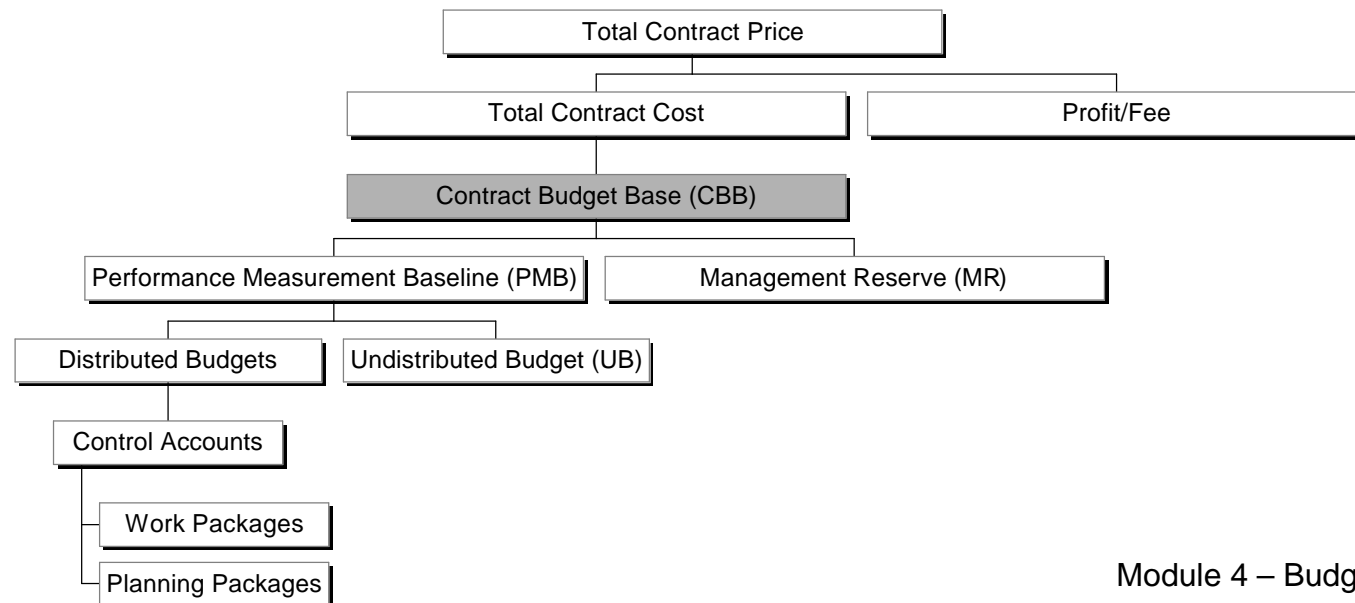 Total Contract Price
Total Contract Cost
Profit/Fee
Contract Budget Base (CBB)
Performance Measurement Baseline (PMB)
Management Reserve (MR)
Distributed Budgets
Undistributed Budget (UB)
Control Accounts
Work Packages
Planning Packages
Module 4 – Budg